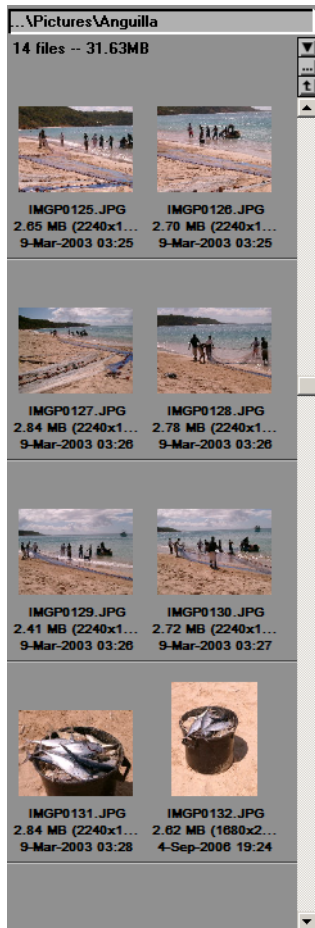 ...\Pictures\Anguilla
14 files -- 31.63MB
...
t
IMGP0125.JPG
2.65 MB (2240x1...
9-Mar-2003 03:25
IMGP0126.JPG
2.70 MB (2240x1...
9-Mar-2003 03:25
IMGP0127.JPG
2.84 MB (2240x1...
9-Mar-2003 03:26
IMGP0128.JPG
2.78 MB (2240x1...
9-Mar-2003 03:26
IMGP0129.JPG
2.41 MB (2240x1...
9-Mar-2003 03:26
IMGP0130.JPG
2.72 MB (2240x1...
9-Mar-2003 03:27
IMGP0131.JPG
2.84 MB (2240x1...
9-Mar-2003 03:28
IMGP0132.JPG
2.62 MB (1680x2...
4-Sep-2006 19:24